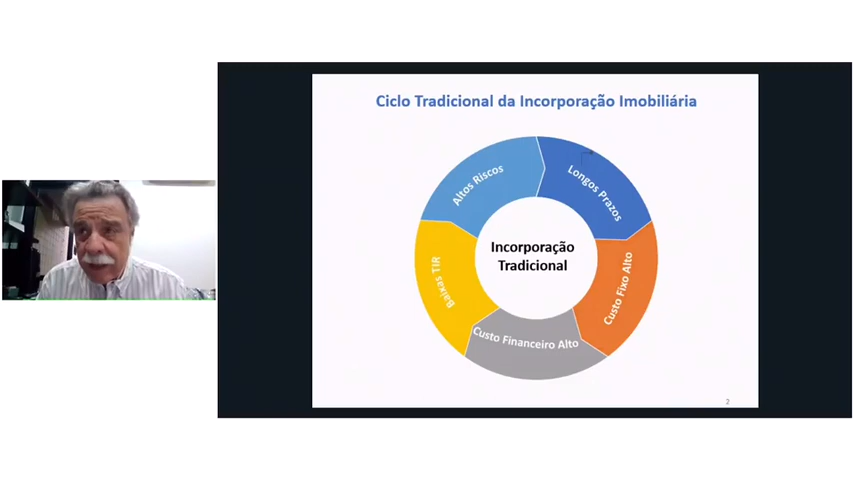 Ciclo Tradicional da Incorporação Imobiliária
Altos Riscos
Longos Prazos
Incorporação
Tradicional
Baixas TIR
Custo Fixo Alto
Custo Financeiro Alto
2